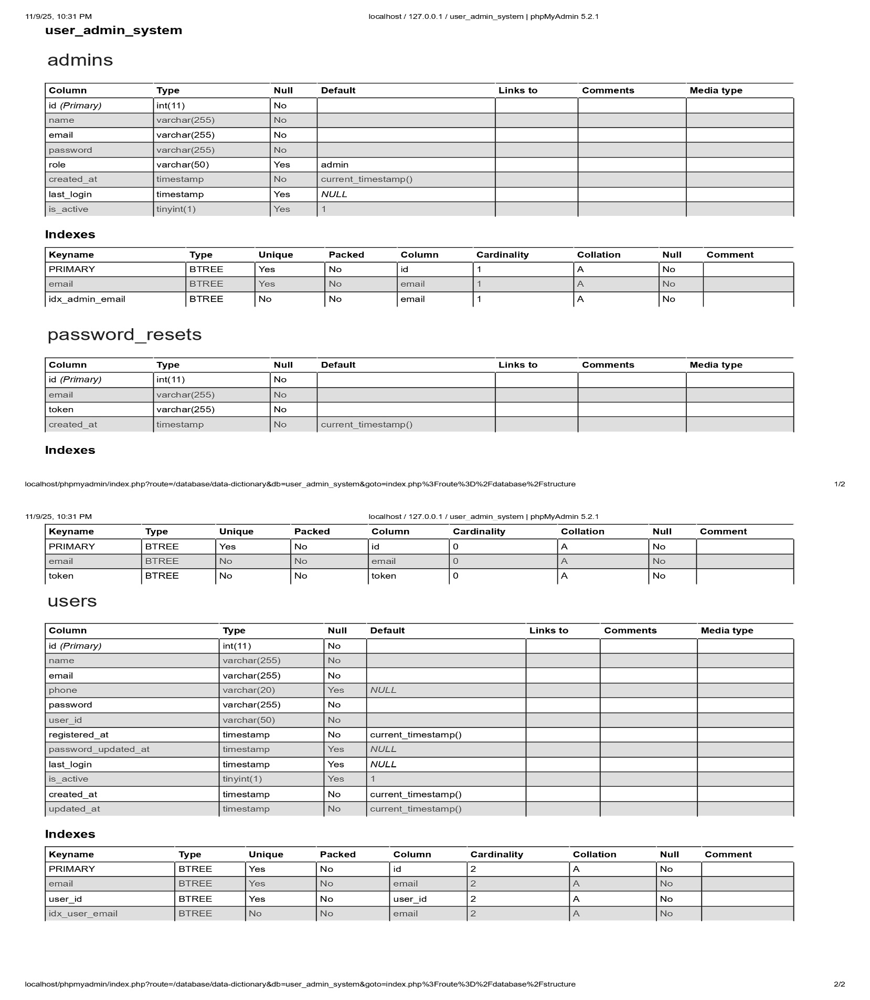 11/9/25, 10:31 PM localhost / 127.0.0.1 / user_admin_system | phpMyAdmin 5.2.1
user_admin_system
admins
Column Type Null Default Links to Comments Media type
id (Primary) int(11) No
name varchar(255) No
email varchar(255) No
password varchar(255) No
role varchar(50) Yes admin
created_at timestamp No current_timestamp()
last_login timestamp Yes NULL
is_active tinyint(1) Yes 1
Indexes
Keyname Type Unique Packed Column Cardinality Collation Null Comment
PRIMARY BTREE Yes No id 1 A No
email BTREE Yes No email 1 A No
idx_admin_email BTREE No No email 1 A No
password_resets
Column Type Null Default Links to Comments Media type
id (Primary) int(11) No
email varchar(255) No
token varchar(255) No
created_at timestamp No current_timestamp()
Indexes
localhost/phpmyadmin/index.php?route=/database/data-dictionary&db=user_admin_system&goto=index.php%3Froute%3D%2Fdatabase%2Fstructure 1/2
11/9/25, 10:31 PM localhost / 127.0.0.1 / user_admin_system | phpMyAdmin 5.2.1
Keyname Type Unique Packed Column Cardinality Collation Null Comment
PRIMARY BTREE Yes No id 0 A No
email BTREE No No email 0 A No
token BTREE No No token 0 A No
users
Column Type Null Default Links to Comments Media type
id (Primary) int(11) No
name varchar(255) No
email varchar(255) No
phone varchar(20) Yes NULL
password varchar(255) No
user_id varchar(50) No
registered_at timestamp No current_timestamp()
password_updated_at timestamp Yes NULL
last_login timestamp Yes NULL
is_active tinyint(1) Yes 1
created_at timestamp No current_timestamp()
updated_at timestamp No current_timestamp()
Indexes
Keyname Type Unique Packed Column Cardinality Collation Null Comment
PRIMARY BTREE Yes No id 2 A No
email BTREE Yes No email 2 A No
user_id BTREE Yes No user_id 2 A No
idx_user_email BTREE No No email 2 A No
localhost/phpmyadmin/index.php?route=/database/data-dictionary&db=user_admin_system&goto=index.php%3Froute%3D%2Fdatabase%2Fstructure 2/2